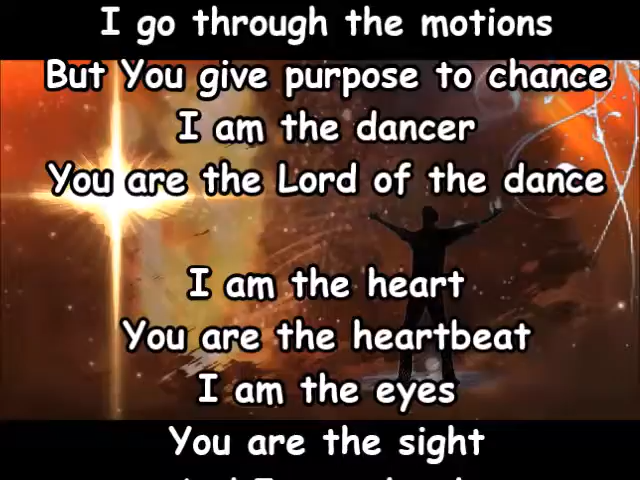 I go through the motions
But You give purpose to chance
I am the dancer
You are the Lord of the dance
I am the heart
You are the heartbeat
I am the eyes
You are the sight